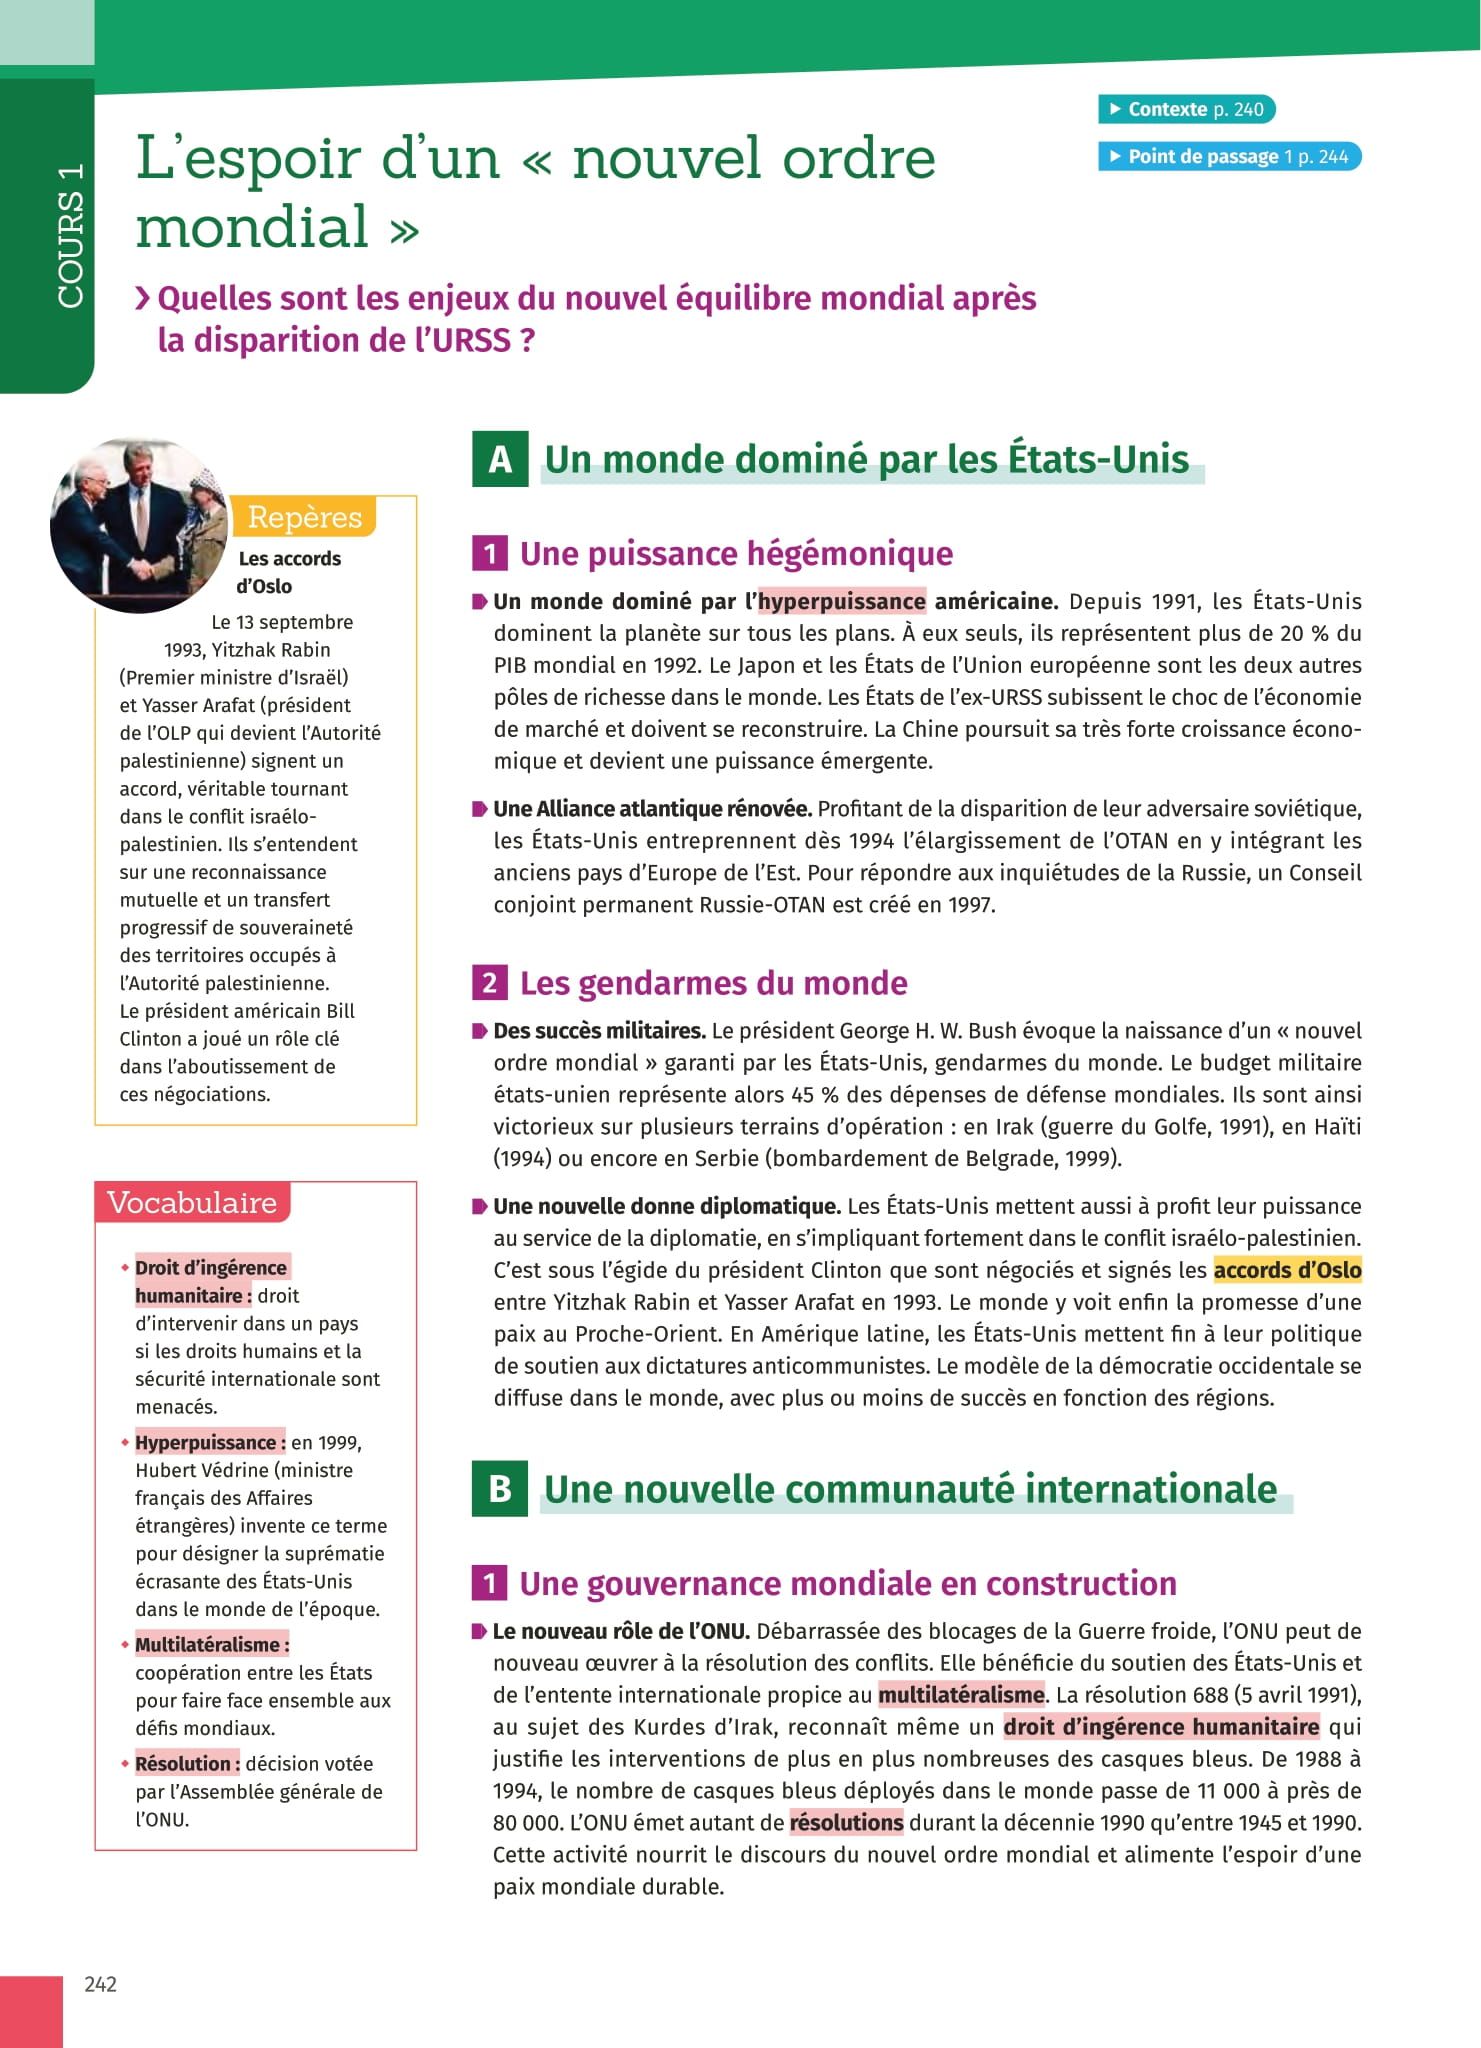 COURS 1
▶ Contexte p. 240
▶ Point de passage 1 p. 244
L’espoir d’un « nouvel ordre
mondial »
❯ Quelles sont les enjeux du nouvel équilibre mondial après
la disparition de l’URSS ?
Repères
Les accords
d’Oslo
Le 13 septembre
1993, Yitzhak Rabin
(Premier ministre d’Israël)
et Yasser Arafat (président
de l’OLP qui devient l’Autorité
palestinienne) signent un
accord, véritable tournant
dans le conflit israélo-
palestinien. Ils s’entendent
sur une reconnaissance
mutuelle et un transfert
progressif de souveraineté
des territoires occupés à
l’Autorité palestinienne.
Le président américain Bill
Clinton a joué un rôle clé
dans l’aboutissement de
ces négociations.
Vocabulaire
• Droit d’ingérence
humanitaire : droit
d’intervenir dans un pays
si les droits humains et la
sécurité internationale sont
menacés.
• Hyperpuissance : en 1999,
Hubert Védrine (ministre
français des Affaires
étrangères) invente ce terme
pour désigner la suprématie
écrasante des États-Unis
dans le monde de l’époque.
• Multilatéralisme :
coopération entre les États
pour faire face ensemble aux
défis mondiaux.
• Résolution : décision votée
par l’Assemblée générale de
l’ONU.
A Un monde dominé par les États-Unis
1 Une puissance hégémonique
Un monde dominé par l’hyperpuissance américaine. Depuis 1991, les États-Unis
dominent la planète sur tous les plans. À eux seuls, ils représentent plus de 20 % du
PIB mondial en 1992. Le Japon et les États de l’Union européenne sont les deux autres
pôles de richesse dans le monde. Les États de l’ex-URSS subissent le choc de l’économie
de marché et doivent se reconstruire. La Chine poursuit sa très forte croissance écono-
mique et devient une puissance émergente.
Une Alliance atlantique rénovée. Profitant de la disparition de leur adversaire soviétique,
les États-Unis entreprennent dès 1994 l’élargissement de l’OTAN en y intégrant les
anciens pays d’Europe de l’Est. Pour répondre aux inquiétudes de la Russie, un Conseil
conjoint permanent Russie-OTAN est créé en 1997.
2 Les gendarmes du monde
Des succès militaires. Le président George H. W. Bush évoque la naissance d’un « nouvel
ordre mondial » garanti par les États-Unis, gendarmes du monde. Le budget militaire
états-unien représente alors 45 % des dépenses de défense mondiales. Ils sont ainsi
victorieux sur plusieurs terrains d’opération : en Irak (guerre du Golfe, 1991), en Haïti
(1994) ou encore en Serbie (bombardement de Belgrade, 1999).
Une nouvelle donne diplomatique. Les États-Unis mettent aussi à profit leur puissance
au service de la diplomatie, en s’impliquant fortement dans le conflit israélo-palestinien.
C’est sous l’égide du président Clinton que sont négociés et signés les accords d’Oslo
entre Yitzhak Rabin et Yasser Arafat en 1993. Le monde y voit enfin la promesse d’une
paix au Proche-Orient. En Amérique latine, les États-Unis mettent fin à leur politique
de soutien aux dictatures anticommunistes. Le modèle de la démocratie occidentale se
diffuse dans le monde, avec plus ou moins de succès en fonction des régions.
B Une nouvelle communauté internationale
1 Une gouvernance mondiale en construction
Le nouveau rôle de l’ONU. Débarrassée des blocages de la Guerre froide, l’ONU peut de
nouveau œuvrer à la résolution des conflits. Elle bénéficie du soutien des États-Unis et
de l’entente internationale propice au multilatéralisme. La résolution 688 (5 avril 1991),
au sujet des Kurdes d’Irak, reconnaît même un droit d’ingérence humanitaire qui
justifie les interventions de plus en plus nombreuses des casques bleus. De 1988 à
1994, le nombre de casques bleus déployés dans le monde passe de 11 000 à près de
80 000. L’ONU émet autant de résolutions durant la décennie 1990 qu’entre 1945 et 1990.
Cette activité nourrit le discours du nouvel ordre mondial et alimente l’espoir d’une
paix mondiale durable.
242